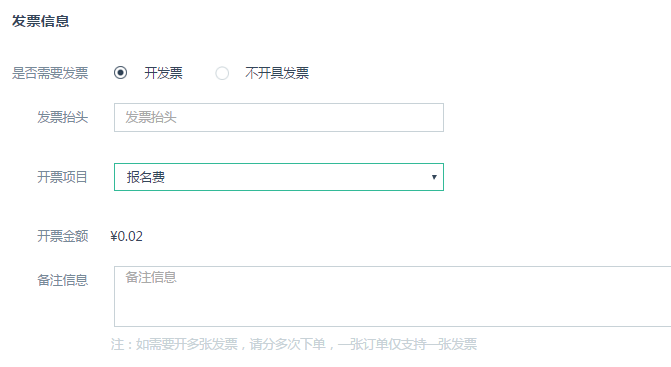 发票信息
是否需要发票 开发票 不开具发票
发票抬头 发票抬头
开票项目 报名费
开票金额 ¥0.02
备注信息 备注信息
注：如需要开多张发票，请分多次下单，一张订单仅支持一张发票